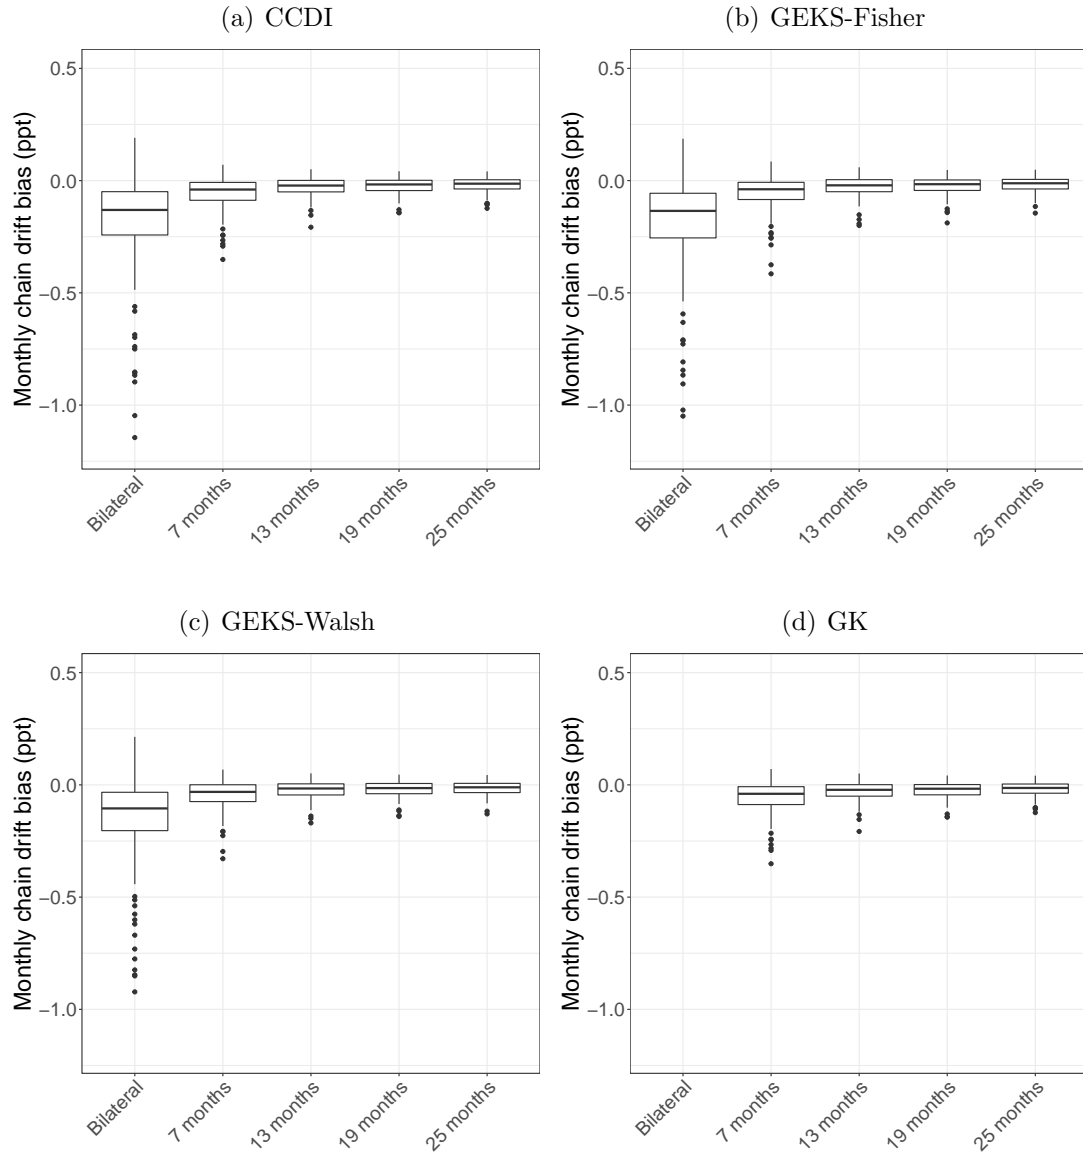 (a) CCDI
Monthly chain drift bias (ppt)
0.5
0.0
−0.5
−1.0
Bilateral
7 months
13 months
19 months
25 months
(b) GEKS-Fisher
Monthly chain drift bias (ppt)
0.5
0.0
−0.5
−1.0
Bilateral
7 months
13 months
19 months
25 months
(c) GEKS-Walsh
Monthly chain drift bias (ppt)
0.5
0.0
−0.5
−1.0
Bilateral
7 months
13 months
19 months
25 months
(d) GK
Monthly chain drift bias (ppt)
0.5
0.0
−0.5
−1.0
Bilateral
7 months
13 months
19 months
25 months